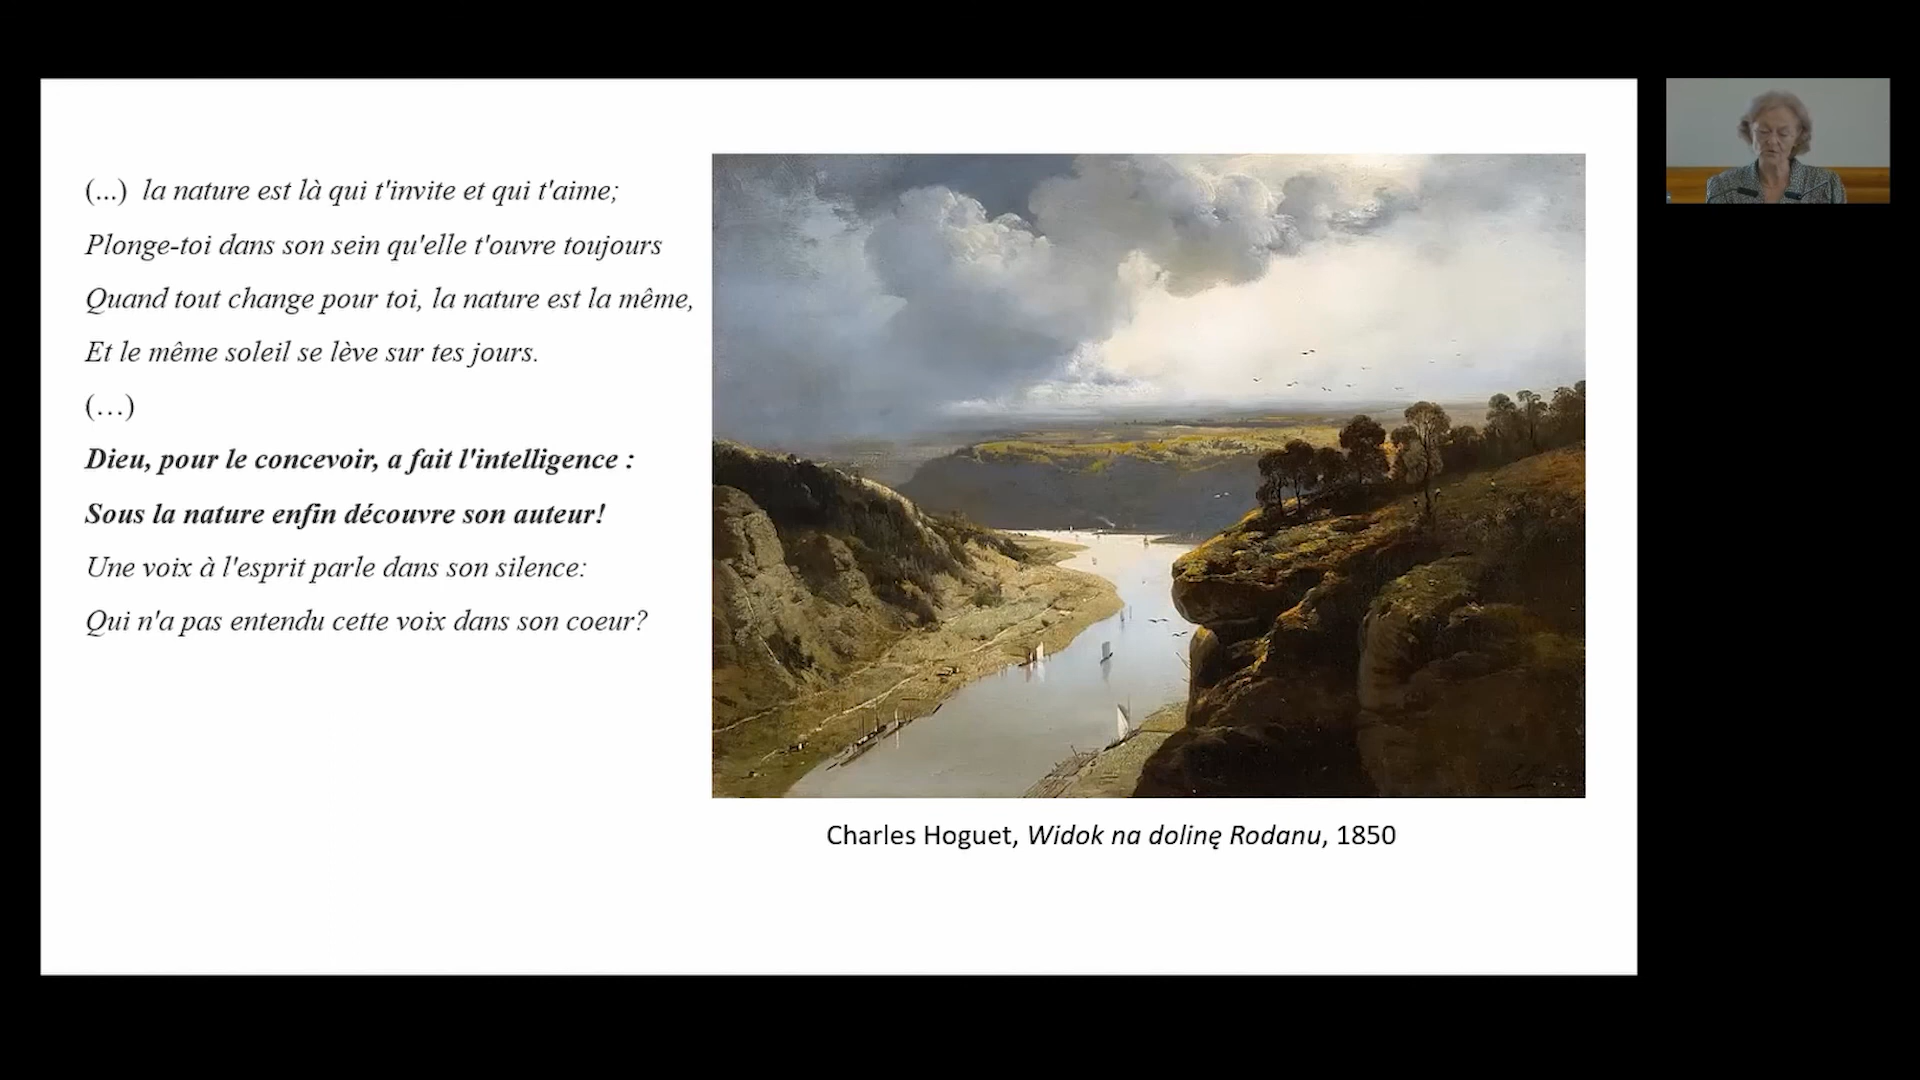 (...) la nature est là qui t'invite et qui t'aime;
Plonge-toi dans son sein qu'elle t'ouvre toujours
Quand tout change pour toi, la nature est la même,
Et le même soleil se lève sur tes jours.
(…)
Dieu, pour le concevoir, a fait l'intelligence :
Sous la nature enfin découvre son auteur!
Une voix à l'esprit parle dans son silence:
Qui n'a pas entendu cette voix dans son coeur?
Charles Hoguet, Widok na dolinę Rodanu, 1850